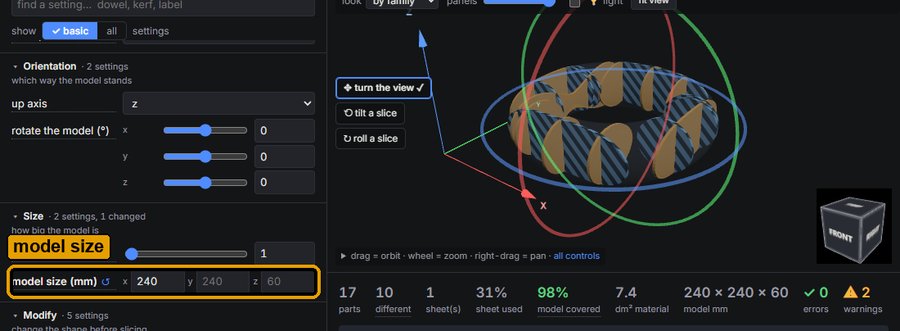 find a setting... dowel, kerf, label
show ✓ basic all settings
Orientation · 2 settings
which way the model stands
up axis z
rotate the model (°) x 0
y 0
z 0
Size · 2 settings, 1 changed
how big the model is
model size
1
model size (mm) ↺ x 240 y 240 z 60
Modify · 5 settings
change the shape before slicing
look by family panels light fit view
Z
✥ turn the view ✓
tilt a slice
↻ roll a slice
Y
X
FRONT
RIGHT
▶ drag = orbit · wheel = zoom · right-drag = pan · all controls
17 10 1 31% 98% 7.4 240 × 240 × 60 ✓ 0 ⚠ 2
parts different sheet(s) sheet used model covered dm² material model mm errors warnings